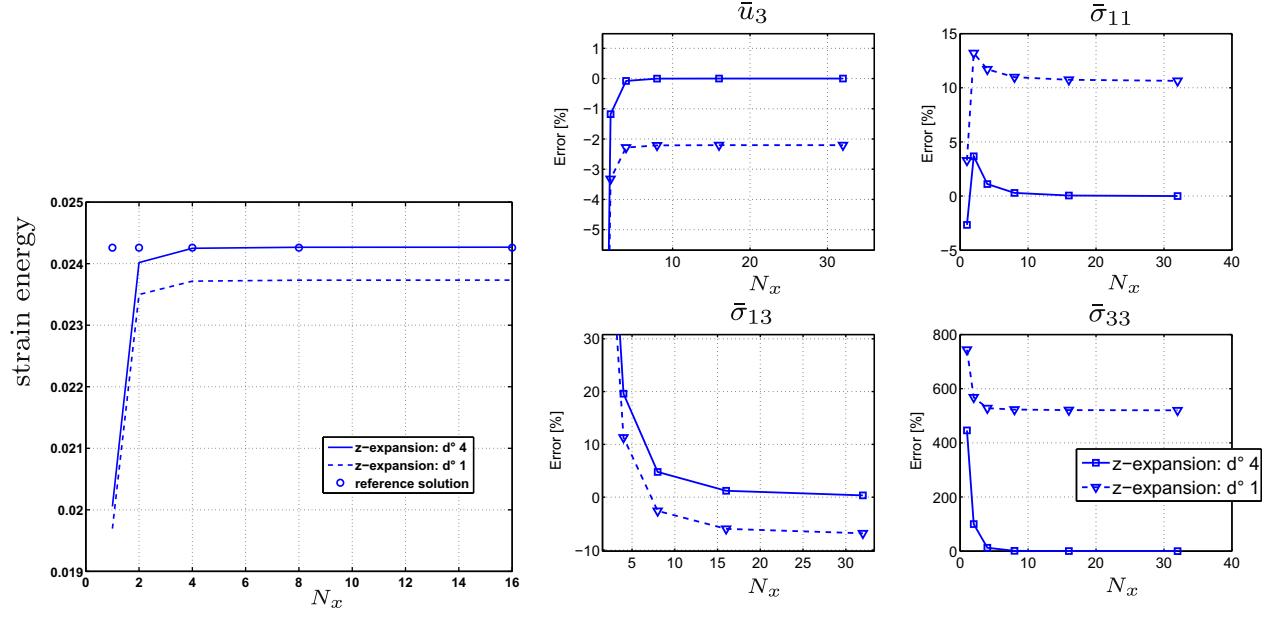 strain energy
0.025
0.024
0.023
0.022
0.021
0.02
0.019
0 2 4 6 8 10 12 14 16
N_x
z−expansion: d° 4
z−expansion: d° 1
reference solution
ū_3
Error [%]
1
0
−1
−2
−3
−4
−5
10 20 30
N_x
σ̄_11
Error [%]
15
10
5
0
−5
0 10 20 30 40
N_x
σ̄_13
Error [%]
30
20
10
0
−10
5 10 15 20 25 30
N_x
σ̄_33
Error [%]
800
600
400
200
0
0 10 20 30 40
N_x
z−expansion: d° 4
z−expansion: d° 1